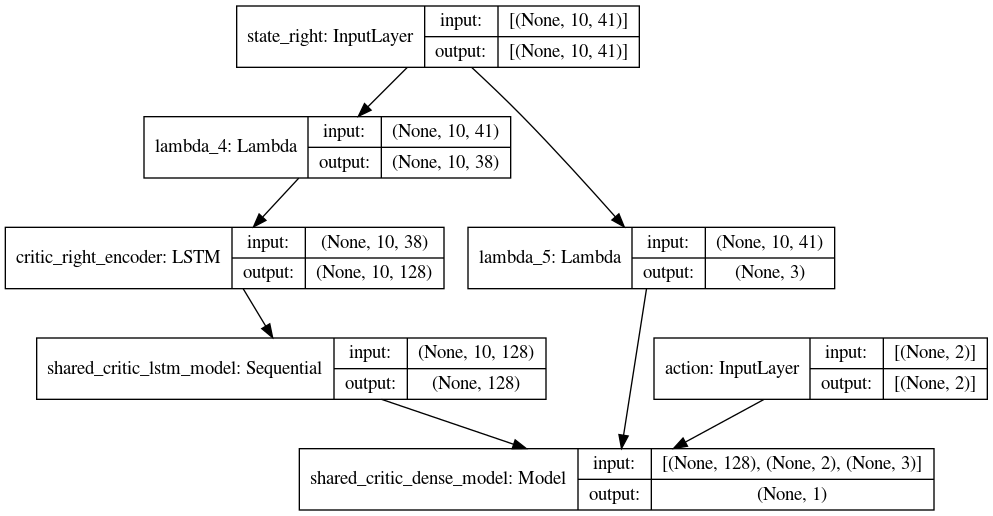 state_right: InputLayer
input: [(None, 10, 41)]
output: [(None, 10, 41)]
lambda_4: Lambda
input: (None, 10, 41)
output: (None, 10, 38)
critic_right_encoder: LSTM
input: (None, 10, 38)
output: (None, 10, 128)
lambda_5: Lambda
input: (None, 10, 41)
output: (None, 3)
shared_critic_lstm_model: Sequential
input: (None, 10, 128)
output: (None, 128)
action: InputLayer
input: [(None, 2)]
output: [(None, 2)]
shared_critic_dense_model: Model
input: [(None, 128), (None, 2), (None, 3)]
output: (None, 1)